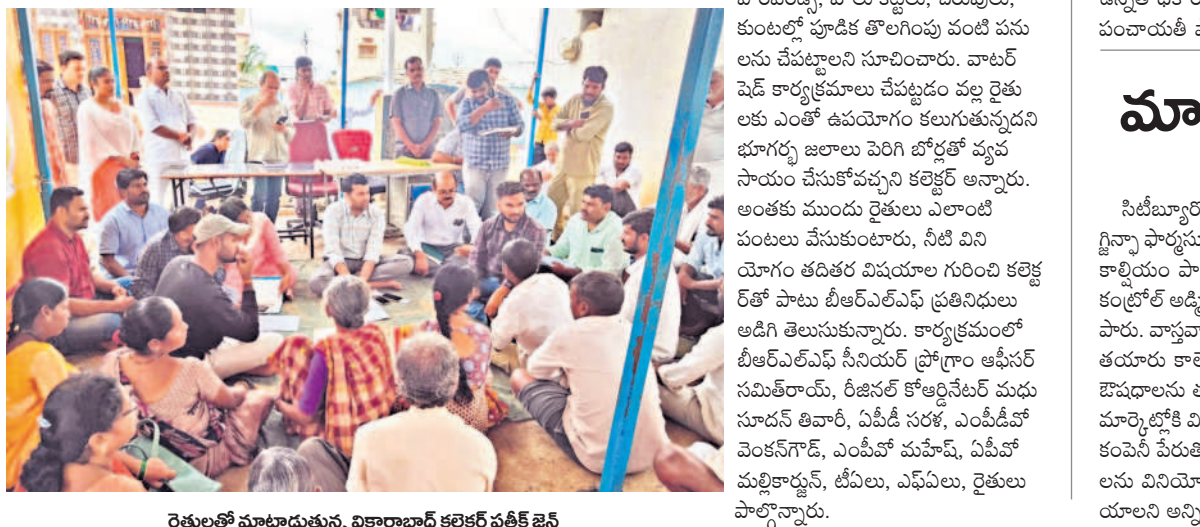 కుంటల్లో పూడిక తొలగింపు వంటి పను
లను చేపట్టాలని సూచించారు. వాటర్
షెడ్ కార్యక్రమాలు చేపట్టడం వల్ల రైతు
లకు ఎంతో ఉపయోగం కలుగుతున్నదని
భూగర్భ జలాలు పెరిగి బోర్లతో వ్యవ
సాయం చేసుకోవచ్చని కలెక్టర్ అన్నారు.
అంతకు ముందు రైతులు ఎలాంటి
పంటలు వేసుకుంటారు, నీటి విని
యోగం తదితర విషయాల గురించి కలెక్ట
ర్‌తో పాటు బీఆర్ఎల్ఎఫ్ ప్రతినిధులు
అడిగి తెలుసుకున్నారు. కార్యక్రమంలో
బీఆర్ఎల్ఎఫ్ సీనియర్ ప్రోగ్రాం ఆఫీసర్
సమిత్‌రాయ్, రీజినల్ కోఆర్డినేటర్ మధు
సూదన్ తివారీ, ఏపీడీ సరళ, ఎంపీడీవో
వెంకన్‌గౌడ్, ఎంపీవో మహేష్, ఏపీవో
మల్లికార్జున్, టీఏలు, ఎఫ్ఏలు, రైతులు
పాల్గొన్నారు.
రైతులతో మాట్లాడుతున్న వికారాబాద్ కలెక్టర్ ప్రతీక్ జైన్
పంచాయతీ
మా
సిటీబ్యూరో
కాల్షియం పా
కంట్రోల్ అడ్మి
పారు. వాస్తవా
తయారు కా
ఔషధాలను
మార్కెట్లోకి వి
కంపెనీ పేరుతో
లను వినియో
యాలని అన్ని